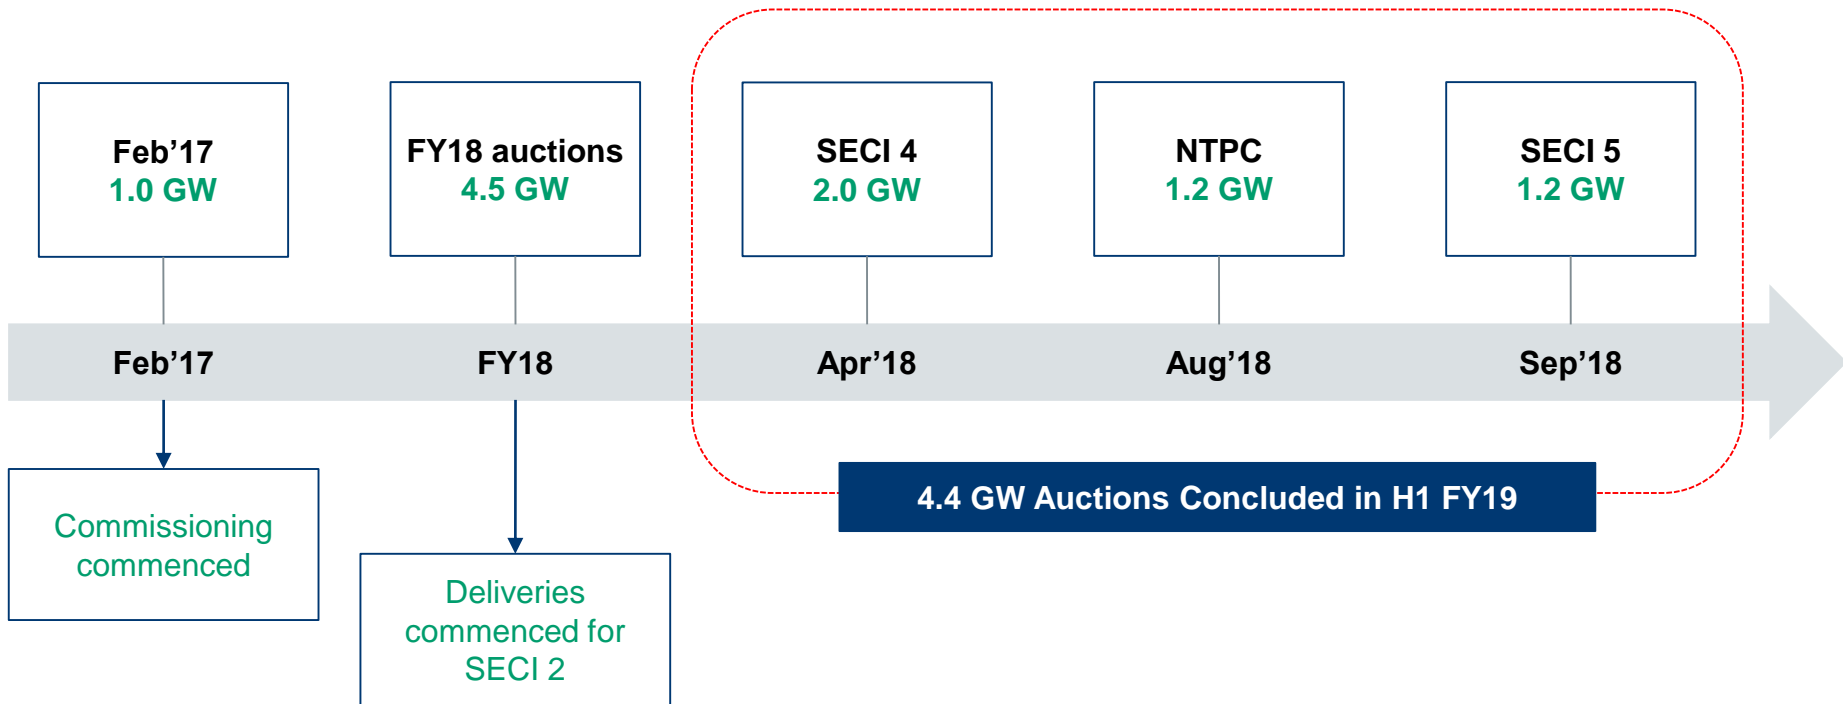 Feb’17
1.0 GW
FY18 auctions
4.5 GW
SECI 4
2.0 GW
NTPC
1.2 GW
SECI 5
1.2 GW
Feb’17
FY18
Apr’18
Aug’18
Sep’18
Commissioning
commenced
Deliveries
commenced for
SECI 2
4.4 GW Auctions Concluded in H1 FY19